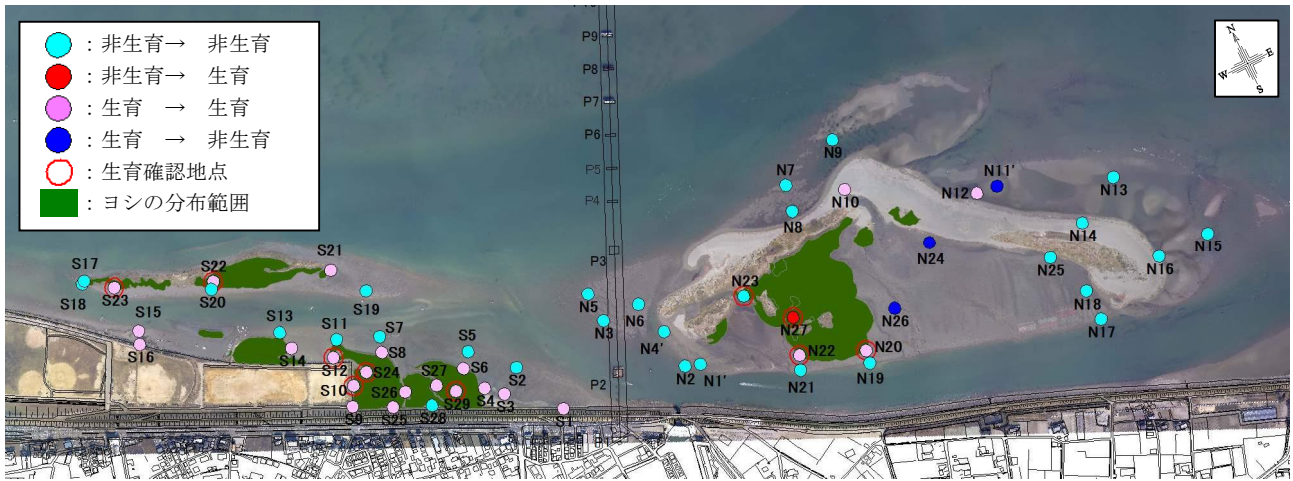 ：非生育→　非生育
：非生育→　生育
：生育　→　生育
：生育　→　非生育
：生育確認地点
：ヨシの分布範囲
N
E
W
S
P9
P8
P7
P6
P5
P4
P3
P2
N9
N7
N8
N10
N12
N11'
N13
N14
N15
N16
N24
N25
N18
N17
N26
N23
N27
N22
N21
N20
N19
N5
N3
N6
N4'
N2
N1'
S17
S18
S23
S22
S20
S21
S19
S15
S16
S13
S14
S11
S12
S7
S8
S24
S10
S9
S25
S26
S27
S28
S29
S5
S6
S4
S3
S2
S1